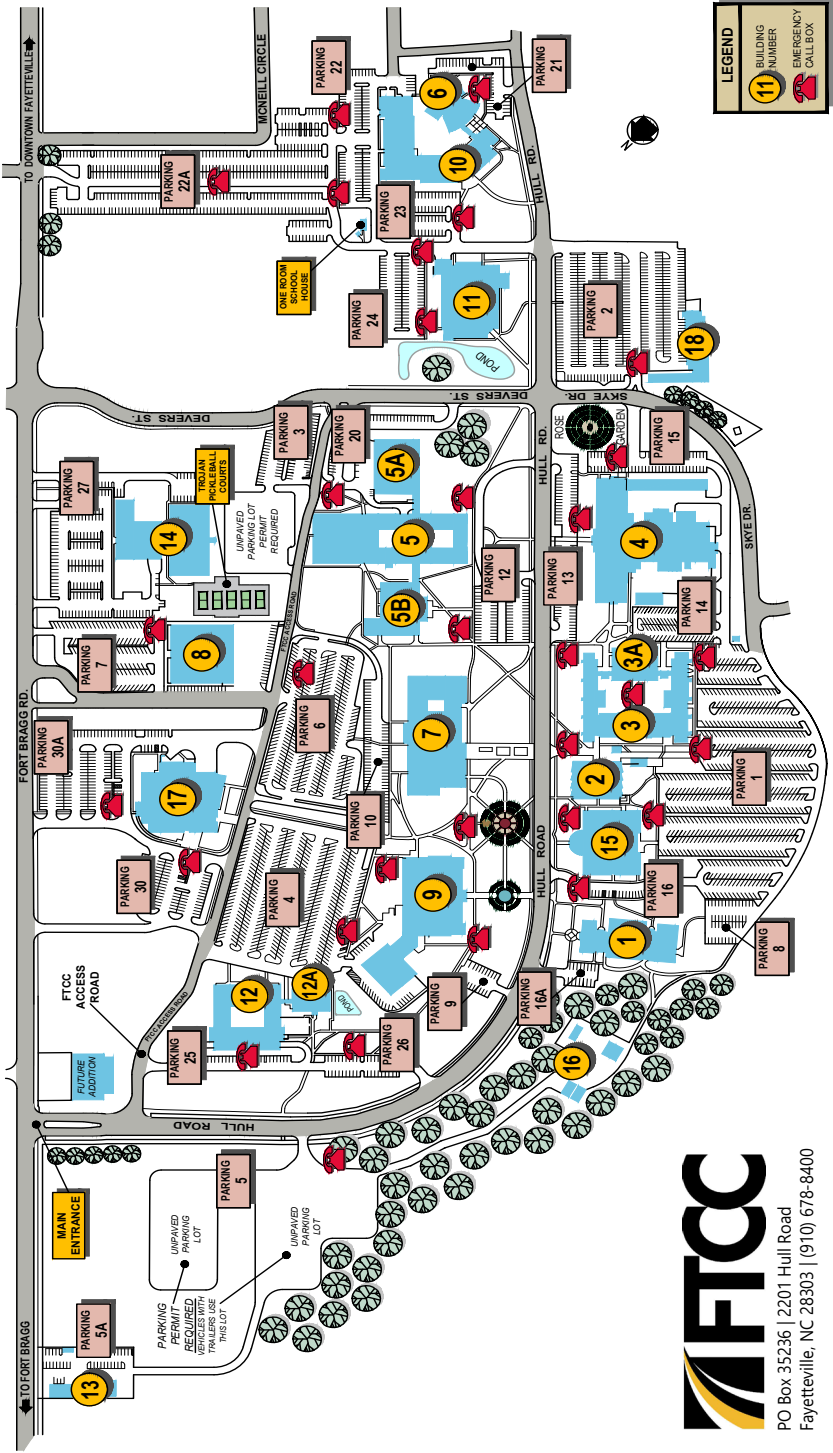 TO FORT BRAGG
FORT BRAGG RD.
TO DOWNTOWN FAYETTEVILLE
MAIN
ENTRANCE
13
PARKING
5A
UNPAVED
PARKING
LOT
PARKING
PERMIT
REQUIRED
VEHICLES WITH
TRAILERS USE
THIS LOT
UNPAVED
PARKING
LOT
PARKING
5
HULL ROAD
FUTURE
ADDITION
FTCC
ACCESS
ROAD
FTCC ACCESS ROAD
PARKING
25
12
12A
POND
PARKING
26
PARKING
30
PARKING
30A
17
PARKING
4
PARKING
7
8
PARKING
27
14
TROJAN
PICKLEBALL
COURTS
UNPAVED
PARKING LOT
PERMIT
REQUIRED
FTCC ACCESS ROAD
PARKING
3
DEVERS ST.
PARKING
6
PARKING
10
PARKING
20
5A
5
5B
7
9
PARKING
9
PARKING
12
DEVERS ST.
PARKING
22A
MCNEILL CIRCLE
PARKING
22
ONE ROOM
SCHOOL
HOUSE
PARKING
23
PARKING
24
6
10
11
POND
PARKING
21
HULL RD.
HULL RD.
HULL ROAD
PARKING
16A
16
1
PARKING
16
PARKING
8
15
2
3
3A
PARKING
1
PARKING
13
4
PARKING
14
ROSE
GARDEN
PARKING
15
SKYE DR.
SKYE DR.
PARKING
2
18
N
LEGEND
11
BUILDING
NUMBER
EMERGENCY
CALL BOX
FTCC
PO Box 35236 | 2201 Hull Road
Fayetteville, NC 28303 | (910) 678-8400